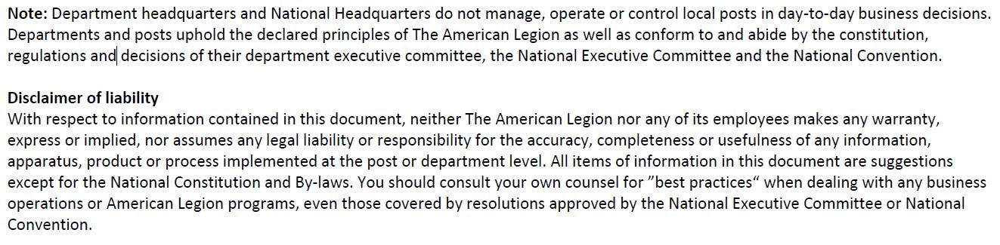 Note: Department headquarters and National Headquarters do not manage, operate or control local posts in day-to-day business decisions.
Departments and posts uphold the declared principles of The American Legion as well as conform to and abide by the constitution,
regulations and decisions of their department executive committee, the National Executive Committee and the National Convention.
Disclaimer of liability
With respect to information contained in this document, neither The American Legion nor any of its employees makes any warranty,
express or implied, nor assumes any legal liability or responsibility for the accuracy, completeness or usefulness of any information,
apparatus, product or process implemented at the post or department level. All items of information in this document are suggestions
except for the National Constitution and By-laws. You should consult your own counsel for ”best practices“ when dealing with any business
operations or American Legion programs, even those covered by resolutions approved by the National Executive Committee or National
Convention.